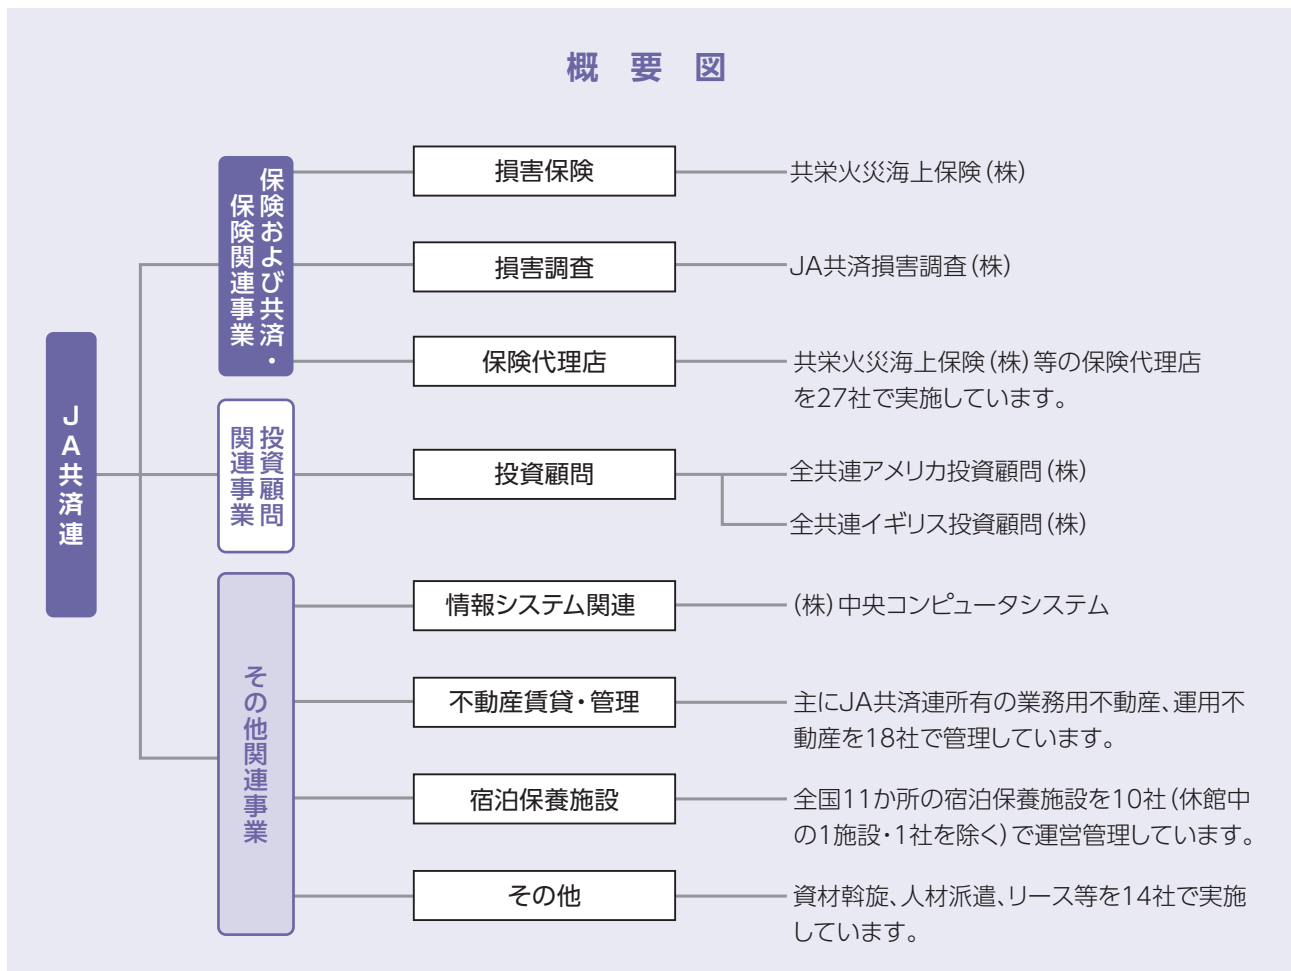 概要図
JA共済連
保険および共済・
保険関連事業
損害保険
共栄火災海上保険(株)
損害調査
JA共済損害調査(株)
保険代理店
共栄火災海上保険(株)等の保険代理店
を27社で実施しています。
投資顧問
関連事業
投資顧問
全共連アメリカ投資顧問(株)
全共連イギリス投資顧問(株)
その他関連事業
情報システム関連
(株)中央コンピュータシステム
不動産賃貸・管理
主にJA共済連所有の業務用不動産、運用不
動産を18社で管理しています。
宿泊保養施設
全国11か所の宿泊保養施設を10社(休館中
の1施設・1社を除く)で運営管理しています。
その他
資材斡旋、人材派遣、リース等を14社で実施
しています。